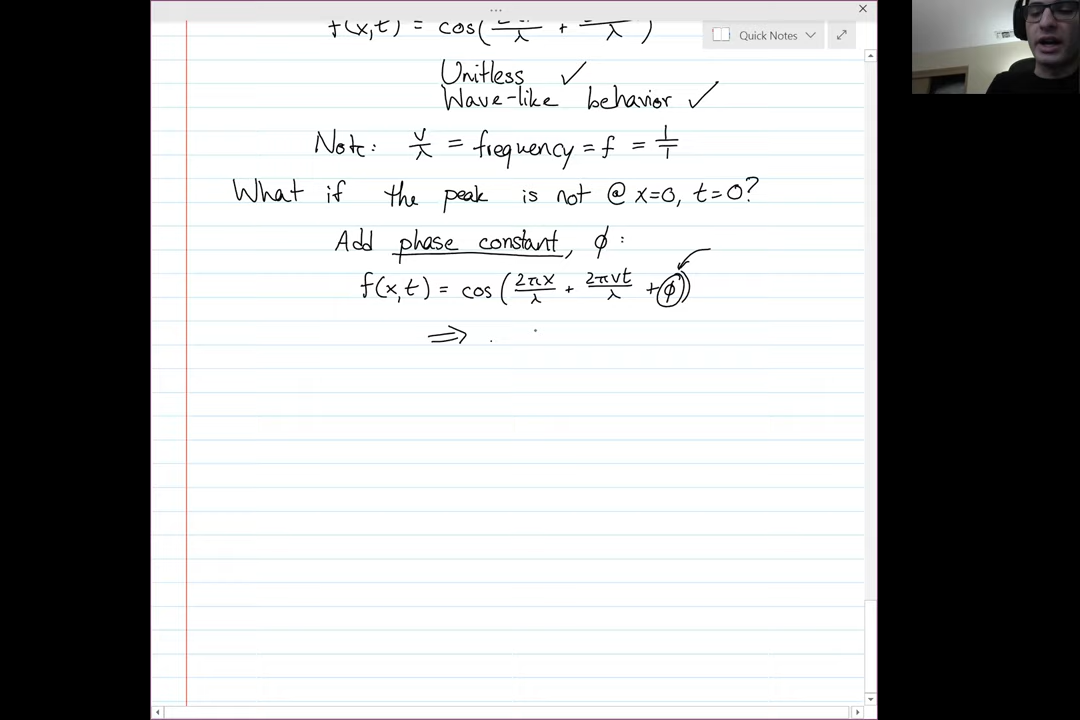 f(x,t) = cos(
Quick Notes
Unitless ✓
Wave-like behavior ✓
Note: v/λ = frequency = f = 1/T
What if the peak is not @ x=0, t=0?
Add phase constant, ϕ:
f(x,t) = cos(2πx/λ + 2πvt/λ + ϕ)
⇒